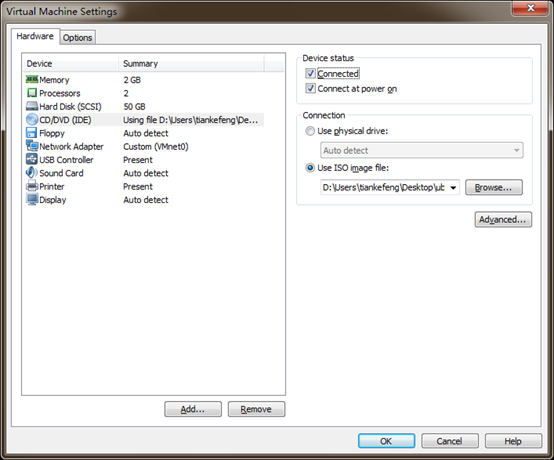 Virtual Machine Settings
Hardware Options
Device Summary
Memory 2 GB
Processors 2
Hard Disk (SCSI) 50 GB
CD/DVD (IDE) Using file D:\Users\tiankefeng\De...
Floppy Auto detect
Network Adapter Custom (VMnet0)
USB Controller Present
Sound Card Auto detect
Printer Present
Display Auto detect
Add... Remove
Device status
Connected
Connect at power on
Connection
Use physical drive:
Auto detect
Use ISO image file:
D:\Users\tiankefeng\Desktop\ub Browse...
Advanced...
OK Cancel Help